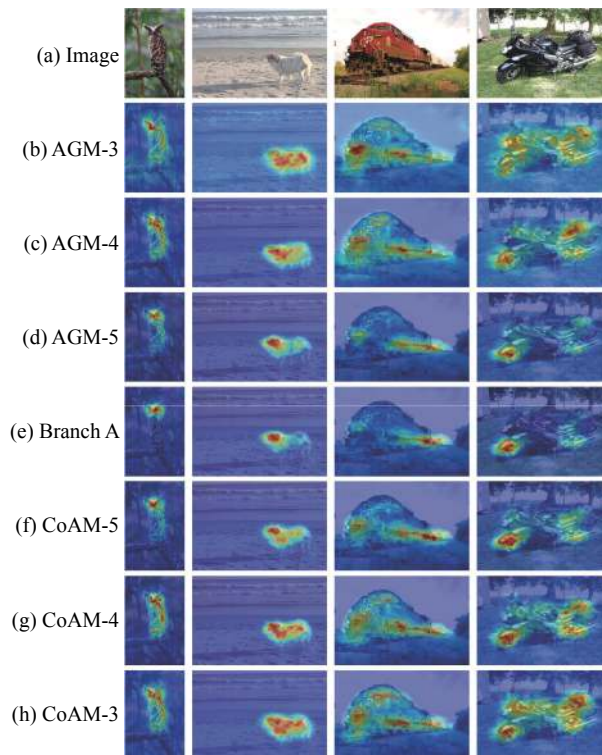 (a) Image
(b) AGM-3
(c) AGM-4
(d) AGM-5
(e) Branch A
(f) CoAM-5
(g) CoAM-4
(h) CoAM-3